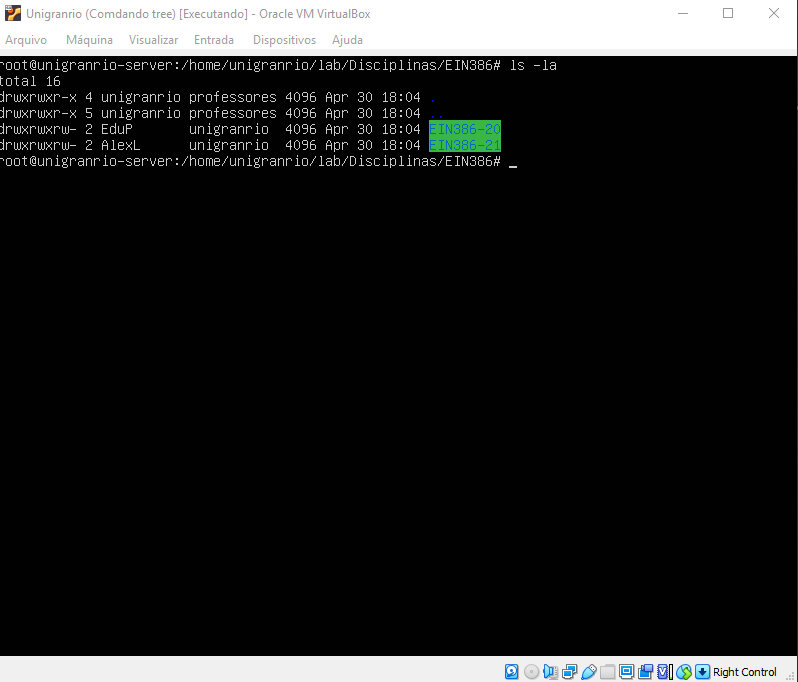 Unigranrio (Comdando tree) [Executando] - Oracle VM VirtualBox
Arquivo Máquina Visualizar Entrada Dispositivos Ajuda
root@unigranrio-server:/home/unigranrio/lab/Disciplinas/EIN386# ls -la
total 16
drwxrwxr-x 4 unigranrio professores 4096 Apr 30 18:04 .
drwxrwxr-x 5 unigranrio professores 4096 Apr 30 18:04 ..
drwxrwxrw- 2 EduP       unigranrio  4096 Apr 30 18:04 EIN386-20
drwxrwxrw- 2 AlexL      unigranrio  4096 Apr 30 18:04 EIN386-21
root@unigranrio-server:/home/unigranrio/lab/Disciplinas/EIN386# _
Right Control